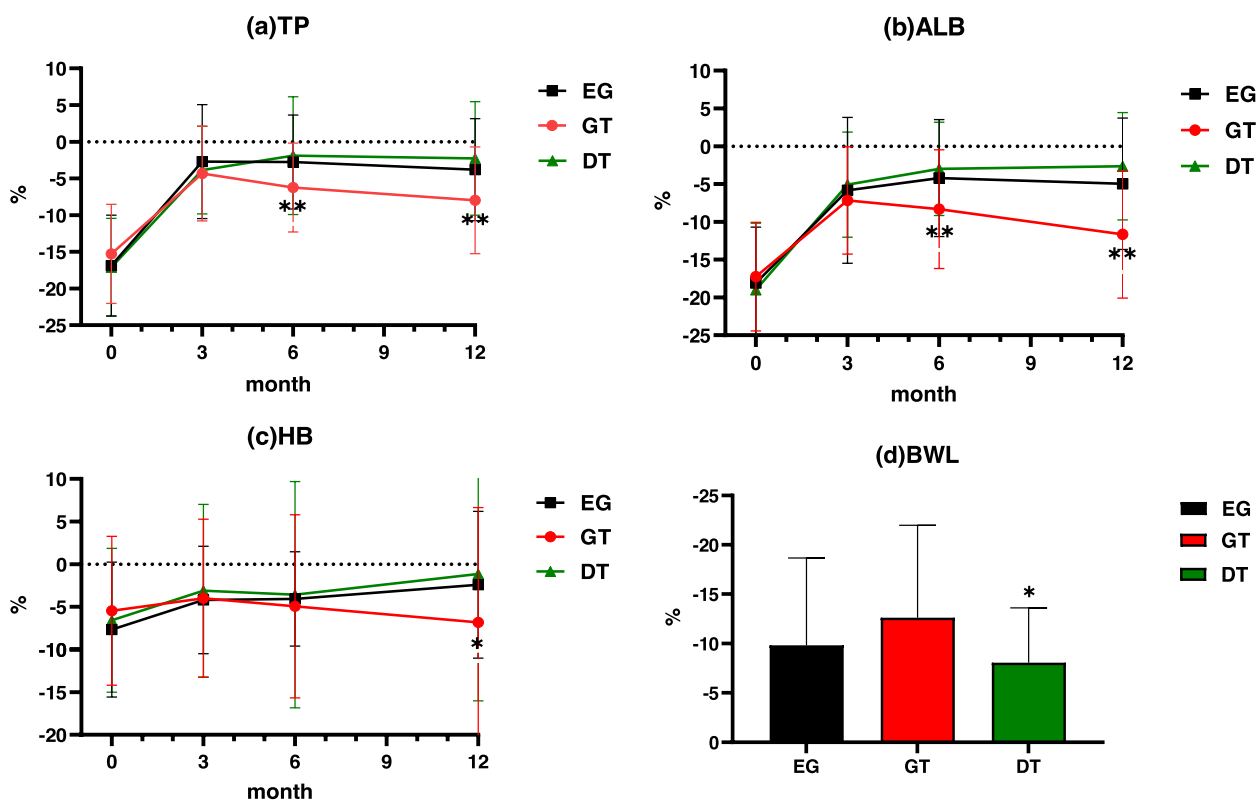 (a)TP
10
5
0
-5
-10
-15
-20
-25
%
0 3 6 9 12
month
EG
GT
DT
**
**
(b)ALB
10
5
0
-5
-10
-15
-20
-25
%
0 3 6 9 12
month
EG
GT
DT
**
**
(c)HB
10
5
0
-5
-10
-15
-20
%
0 3 6 9 12
month
EG
GT
DT
*
(d)BWL
-25
-20
-15
-10
-5
0
%
EG GT DT
EG
GT
DT
*